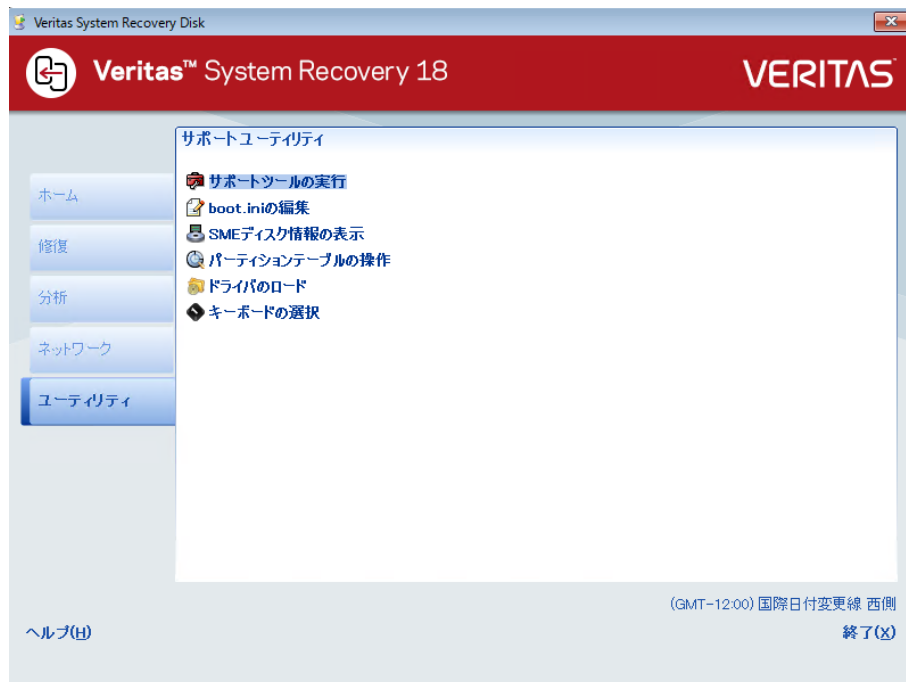 Veritas System Recovery Disk
Veritas™ System Recovery 18
VERITAS
サポートユーティリティ
サポートツールの実行
boot.iniの編集
SMEディスク情報の表示
パーティションテーブルの操作
ドライバのロード
キーボードの選択
ホーム
修復
分析
ネットワーク
ユーティリティ
(GMT-12:00) 国際日付変更線 西側
ヘルプ(H)
終了(X)